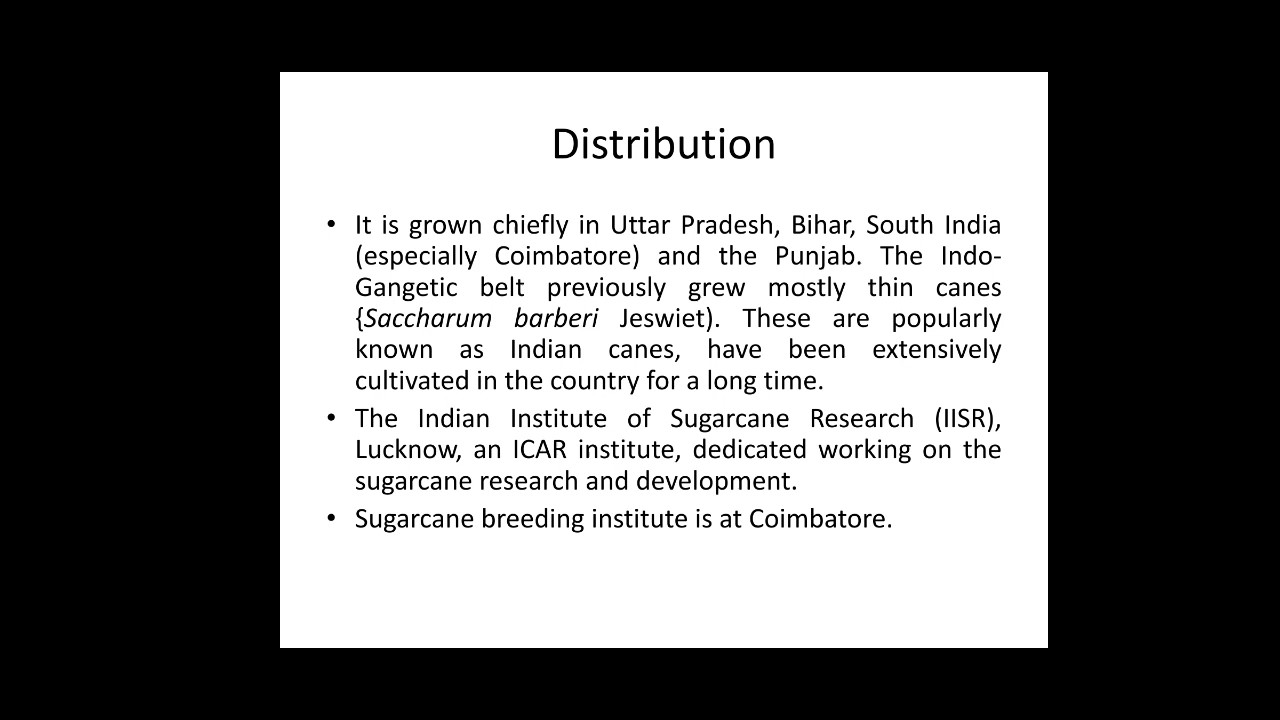 Distribution
• It is grown chiefly in Uttar Pradesh, Bihar, South India
(especially Coimbatore) and the Punjab. The Indo-
Gangetic belt previously grew mostly thin canes
{Saccharum barberi Jeswiet). These are popularly
known as Indian canes, have been extensively
cultivated in the country for a long time.
• The Indian Institute of Sugarcane Research (IISR),
Lucknow, an ICAR institute, dedicated working on the
sugarcane research and development.
• Sugarcane breeding institute is at Coimbatore.